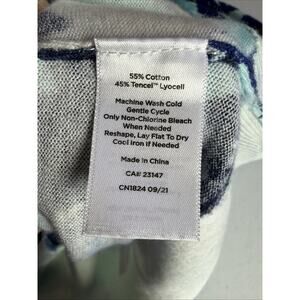 55% Cotton
45% Tencel™ Lyocell
Machine Wash Cold
Gentle Cycle
Only Non-Chlorine Bleach
When Needed
Reshape, Lay Flat To Dry
Cool Iron If Needed
Made in China
CA# 23147
CN1824 09/21